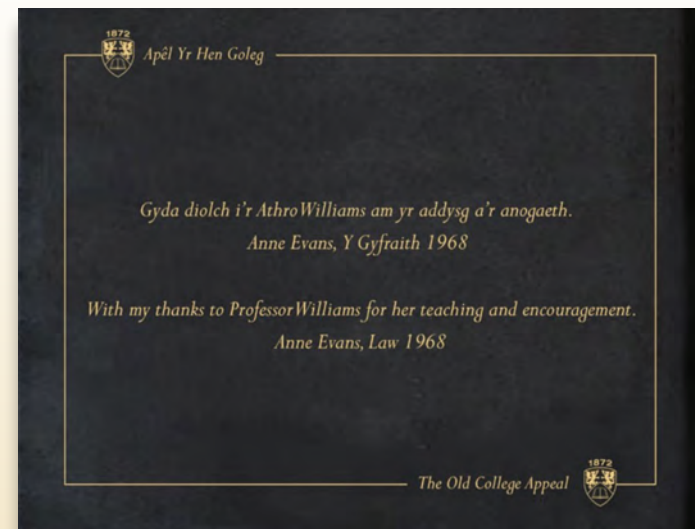 1872
Apêl Yr Hen Goleg
Gyda diolch i'r Athro Williams am yr addysg a'r anogaeth.
Anne Evans, Y Gyfraith 1968
With my thanks to Professor Williams for her teaching and encouragement.
Anne Evans, Law 1968
The Old College Appeal
1872